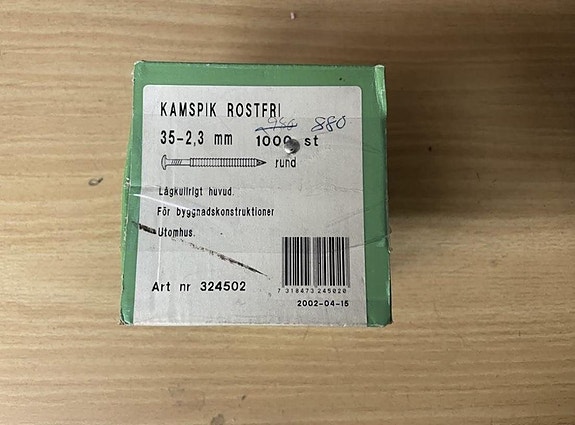 KAMSPIK ROSTFRI
980 880
35-2,3 mm 1000 st
rund
Lågkullrigt huvud.
För byggnadskonstruktioner
Utomhus.
Art nr 324502
7 318473 245020
2002-04-15